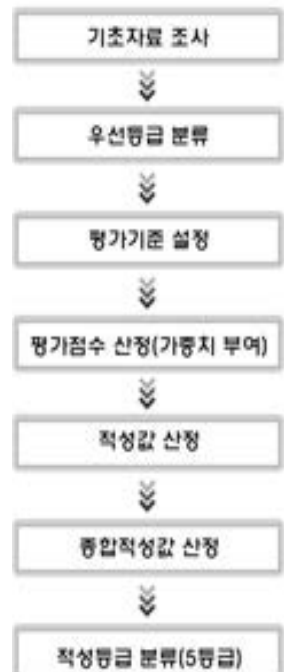 기초자료 조사
우선등급 분류
평가기준 설정
평가점수 산정(가중치 부여)
적성값 산정
종합적성값 산정
적성등급 분류(5등급)